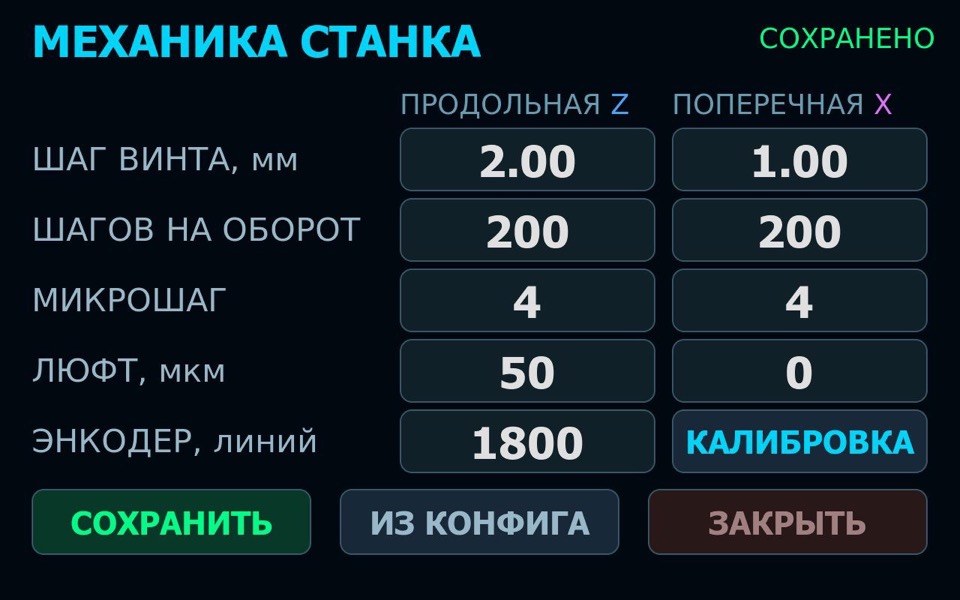 МЕХАНИКА СТАНКА
СОХРАНЕНО
ПРОДОЛЬНАЯ Z
ПОПЕРЕЧНАЯ X
ШАГ ВИНТА, мм 2.00 1.00
ШАГОВ НА ОБОРОТ 200 200
МИКРОШАГ 4 4
ЛЮФТ, мкм 50 0
ЭНКОДЕР, линий 1800 КАЛИБРОВКА
СОХРАНИТЬ ИЗ КОНФИГА ЗАКРЫТЬ